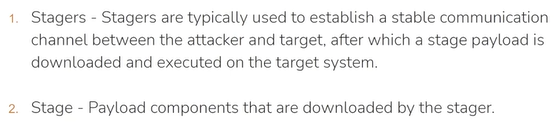 1. Stagers - Stagers are typically used to establish a stable communication
channel between the attacker and target, after which a stage payload is
downloaded and executed on the target system.
2. Stage - Payload components that are downloaded by the stager.